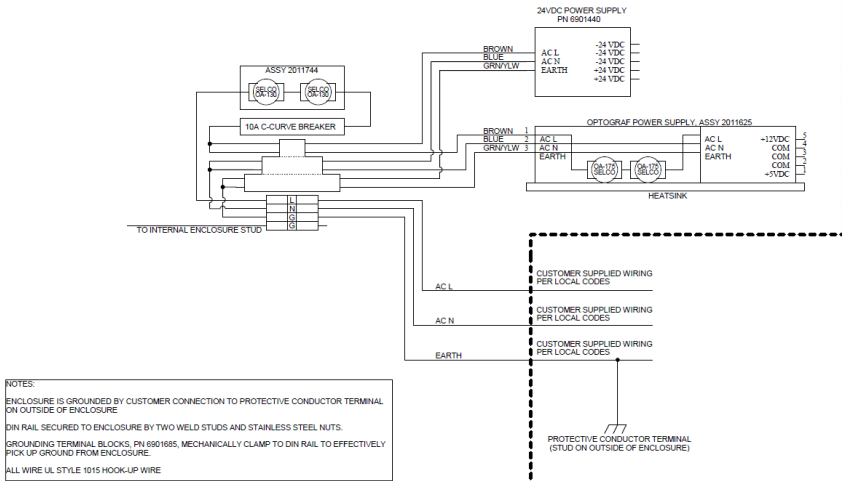 24VDC POWER SUPPLY
PN 6901440
BROWN
BLUE
GRN/YLW
AC L
AC N
EARTH
-24 VDC
-24 VDC
-24 VDC
+24 VDC
+24 VDC
ASSY 2011744
SELCO
OA-130
SELCO
OA-130
10A C-CURVE BREAKER
OPTOGRAF POWER SUPPLY, ASSY 2011625
BROWN 1
BLUE 2
GRN/YLW 3
AC L
AC N
EARTH
OA-175
SELCO
OA-175
SELCO
AC L
AC N
EARTH
+12VDC 5
COM 4
COM 3
COM 2
+5VDC 1
HEATSINK
L
N
G
G
TO INTERNAL ENCLOSURE STUD
AC L
CUSTOMER SUPPLIED WIRING
PER LOCAL CODES
AC N
CUSTOMER SUPPLIED WIRING
PER LOCAL CODES
EARTH
CUSTOMER SUPPLIED WIRING
PER LOCAL CODES
PROTECTIVE CONDUCTOR TERMINAL
(STUD ON OUTSIDE OF ENCLOSURE)
NOTES:
ENCLOSURE IS GROUNDED BY CUSTOMER CONNECTION TO PROTECTIVE CONDUCTOR TERMINAL
ON OUTSIDE OF ENCLOSURE
DIN RAIL SECURED TO ENCLOSURE BY TWO WELD STUDS AND STAINLESS STEEL NUTS.
GROUNDING TERMINAL BLOCKS, PN 6901685, MECHANICALLY CLAMP TO DIN RAIL TO EFFECTIVELY
PICK UP GROUND FROM ENCLOSURE.
ALL WIRE UL STYLE 1015 HOOK-UP WIRE